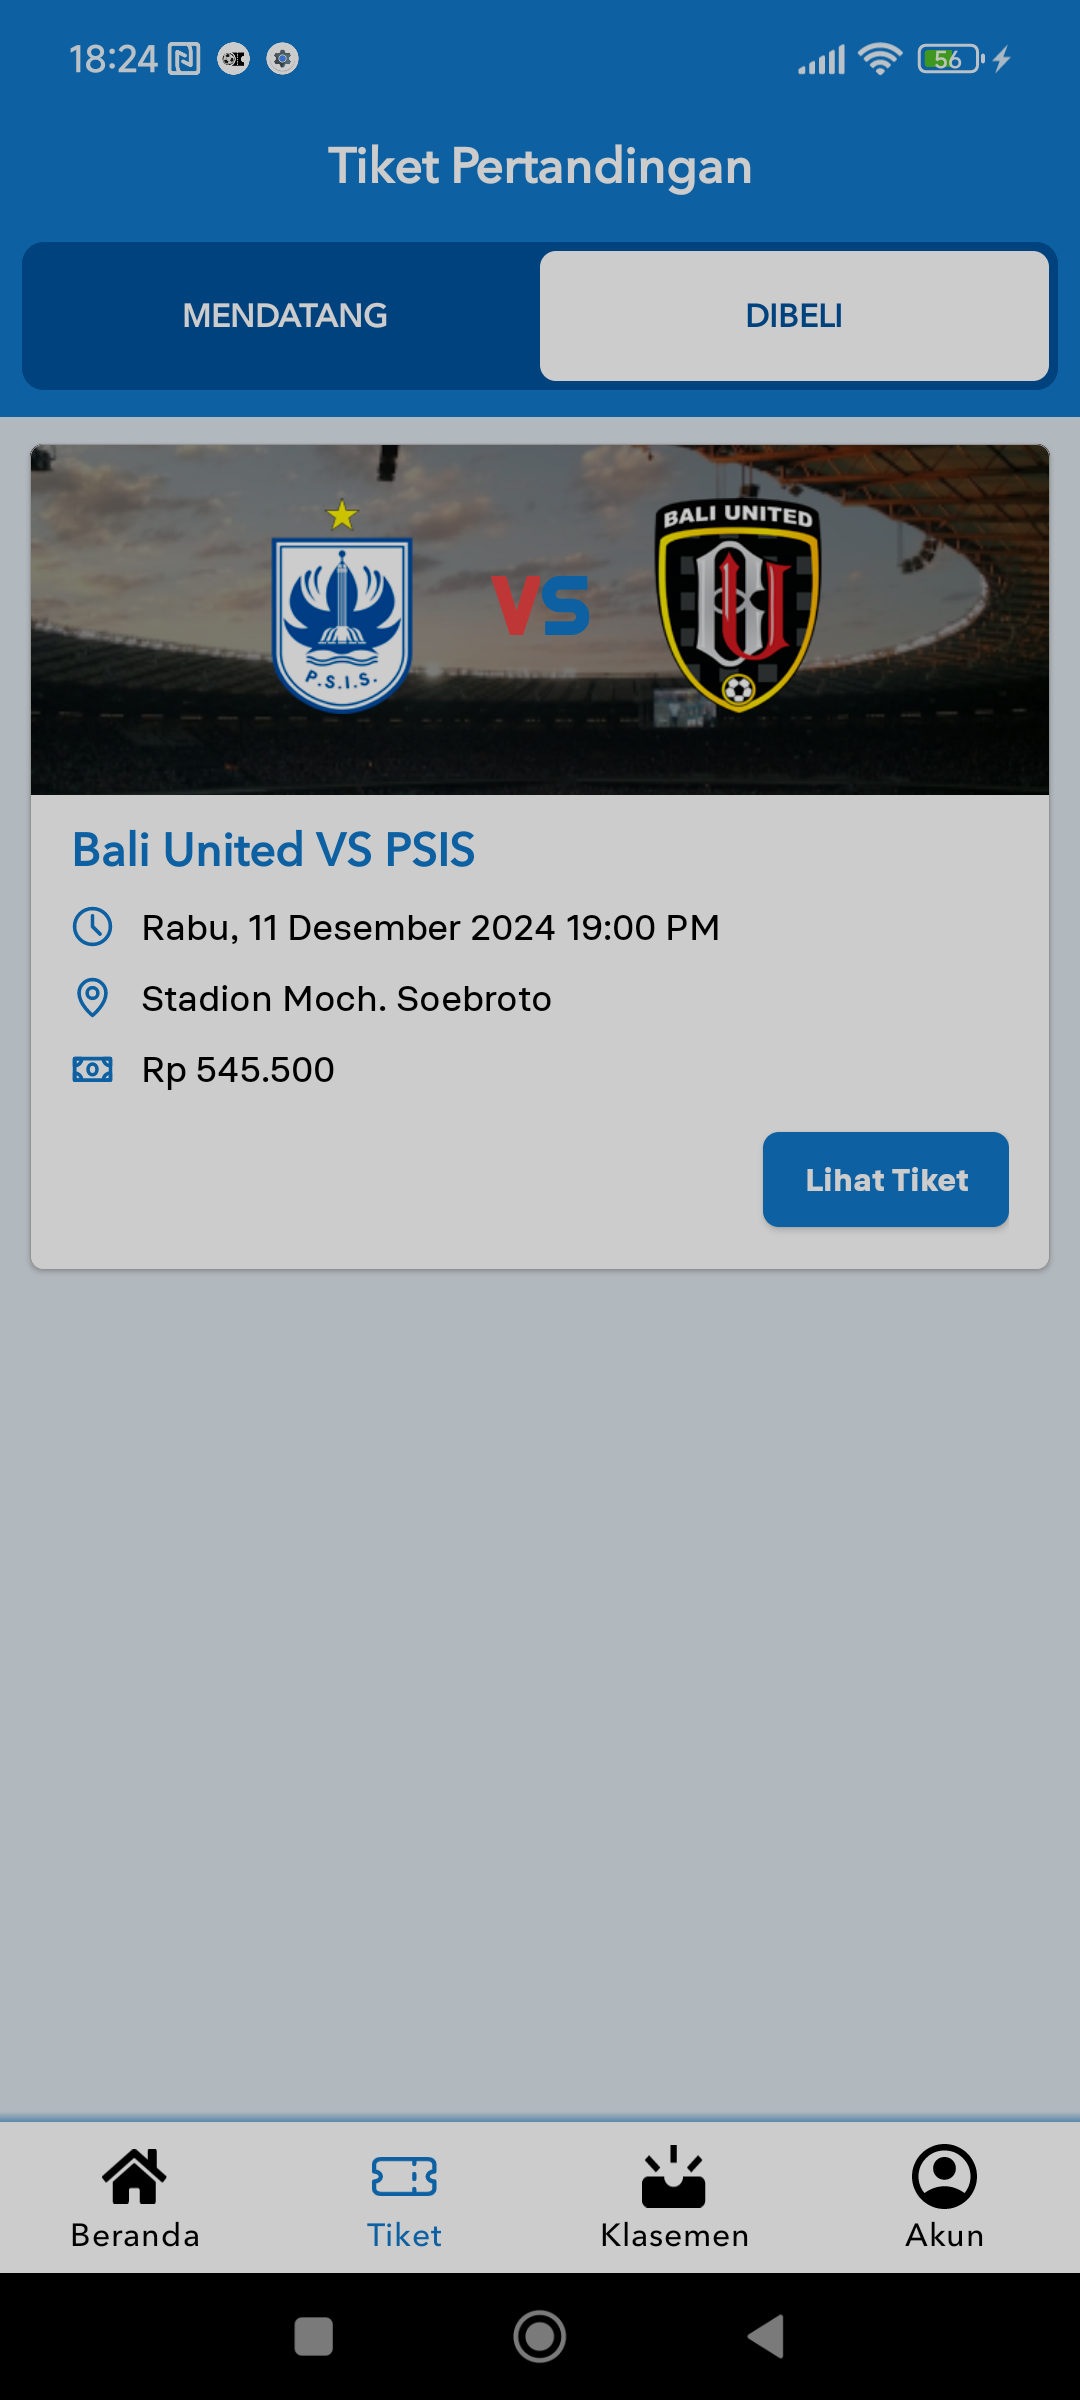 18:24
56
Tiket Pertandingan
MENDATANG
DIBELI
P.S.I.S.
VS
BALI UNITED
Bali United VS PSIS
Rabu, 11 Desember 2024 19:00 PM
Stadion Moch. Soebroto
Rp 545.500
Lihat Tiket
Beranda
Tiket
Klasemen
Akun